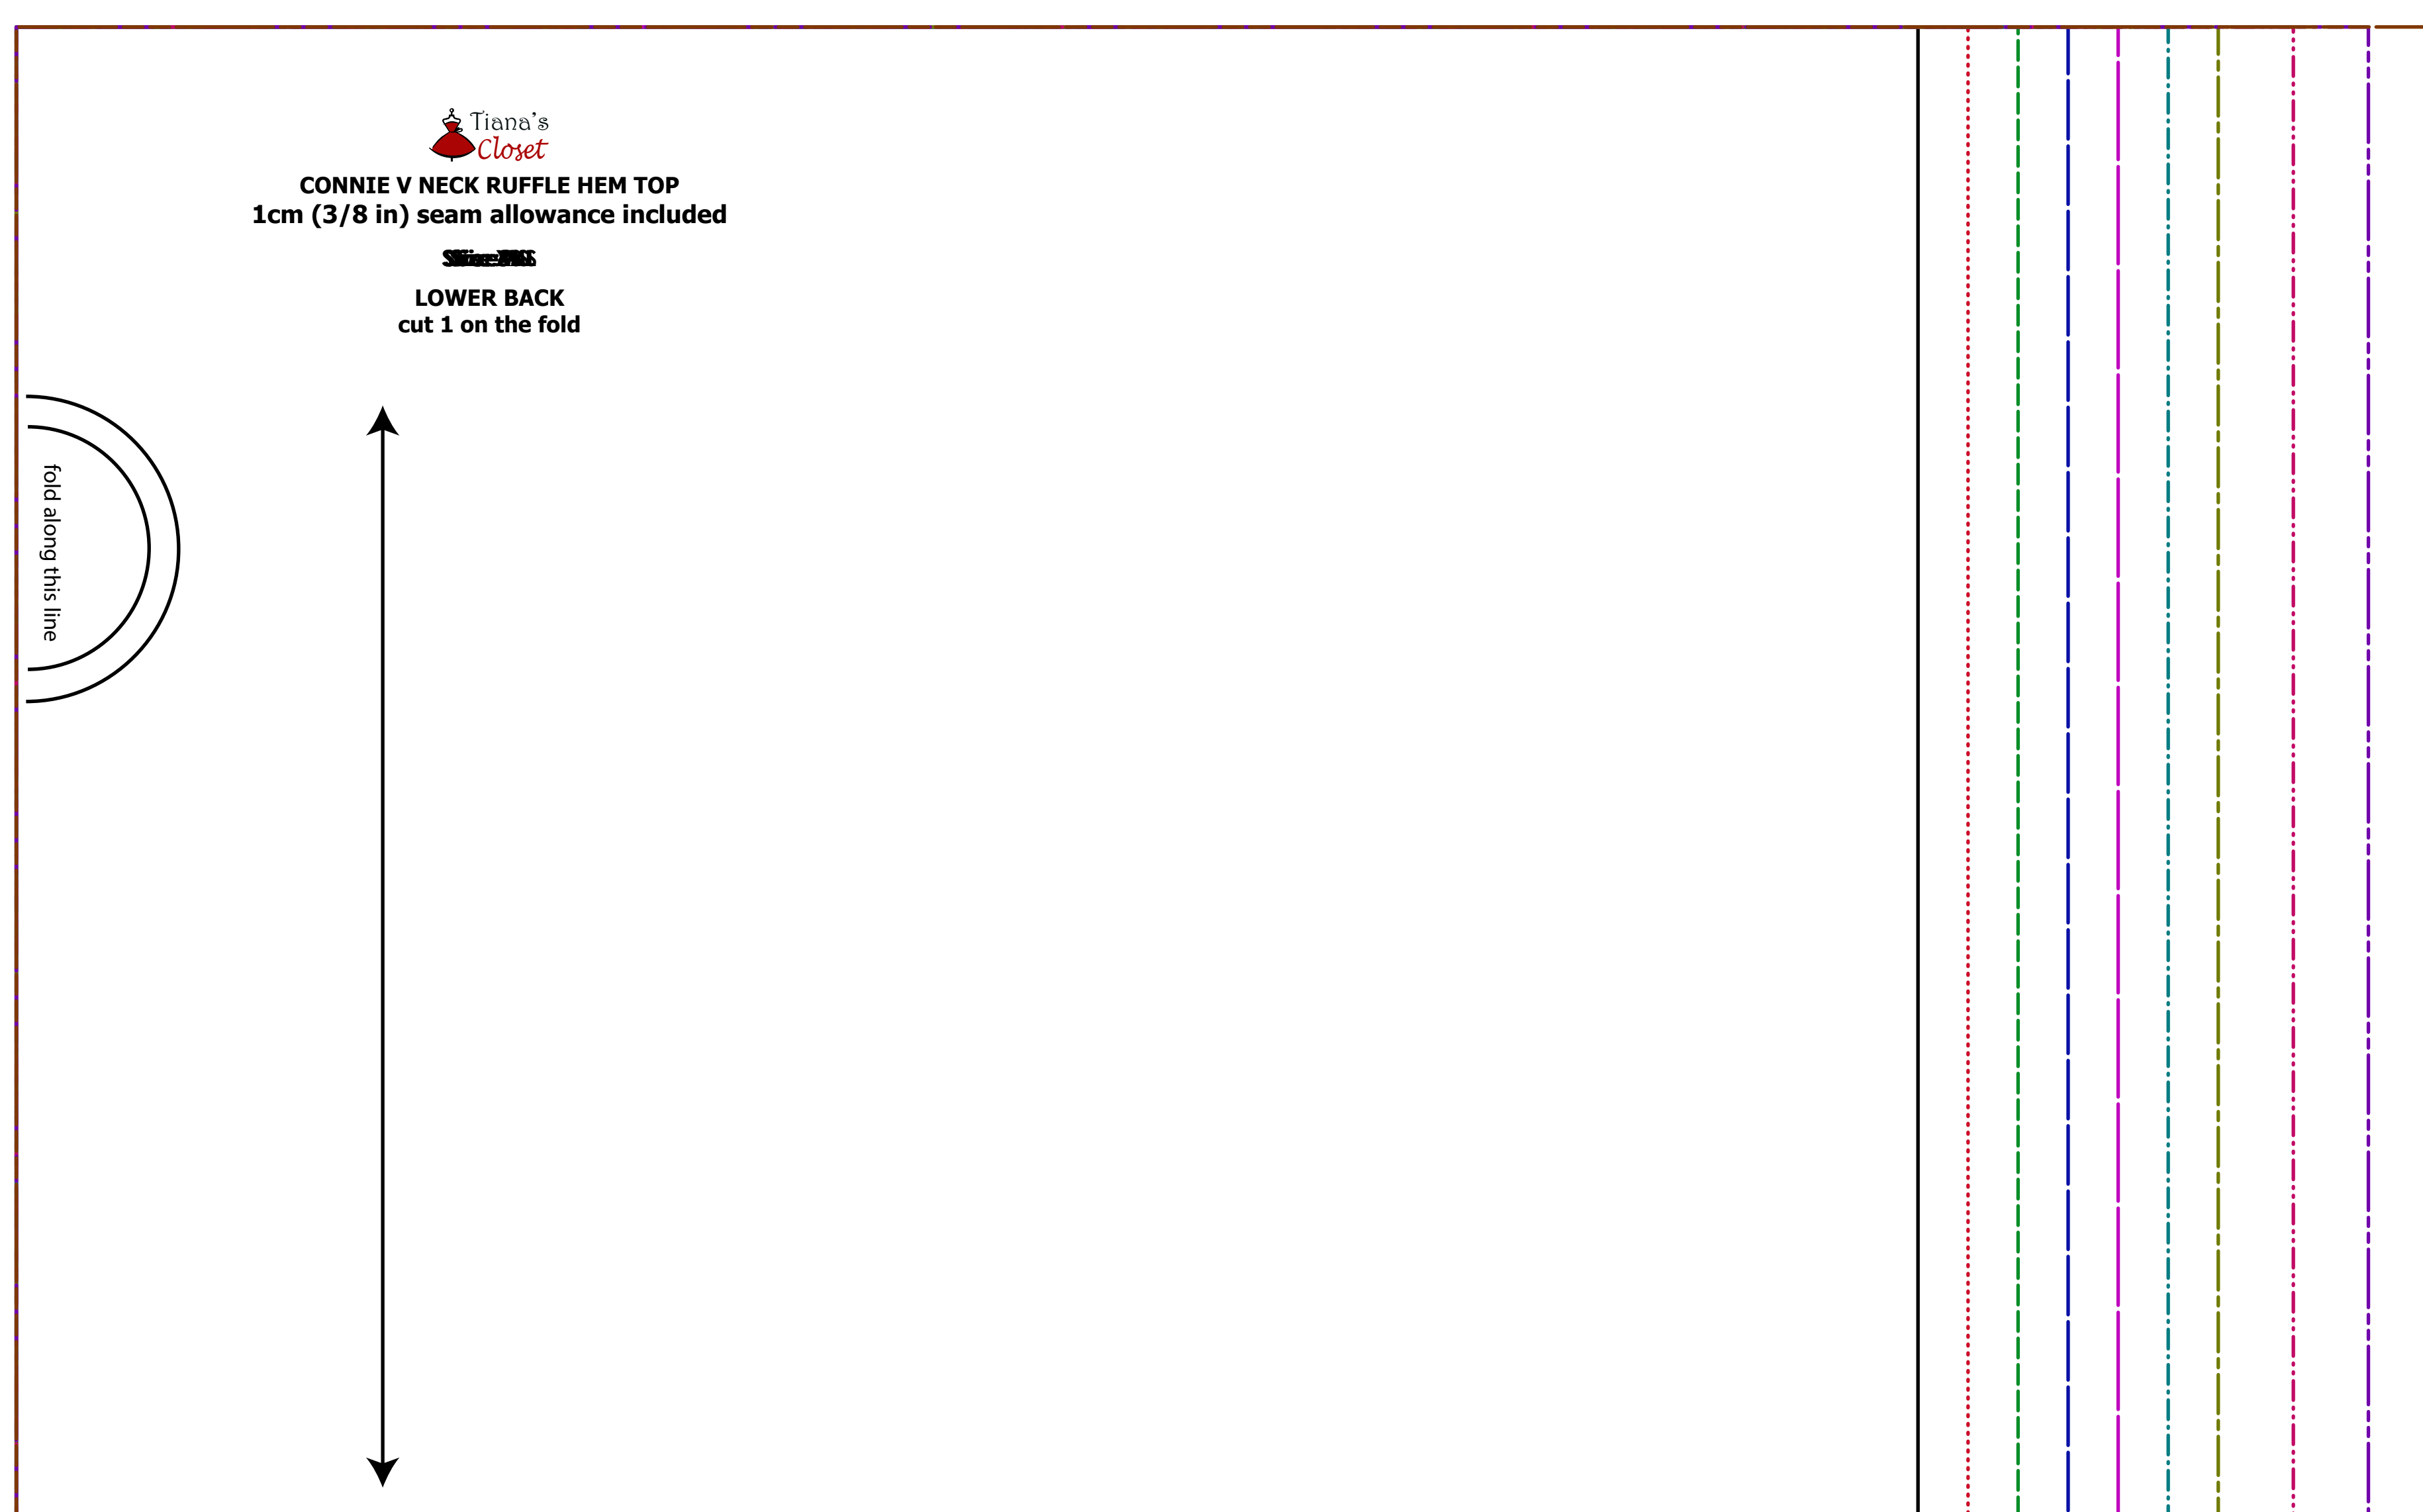 Tiana's
Closet
CONNIE V NECK RUFFLE HEM TOP
1cm (3/8 in) seam allowance included
LOWER BACK
cut 1 on the fold
fold along this line